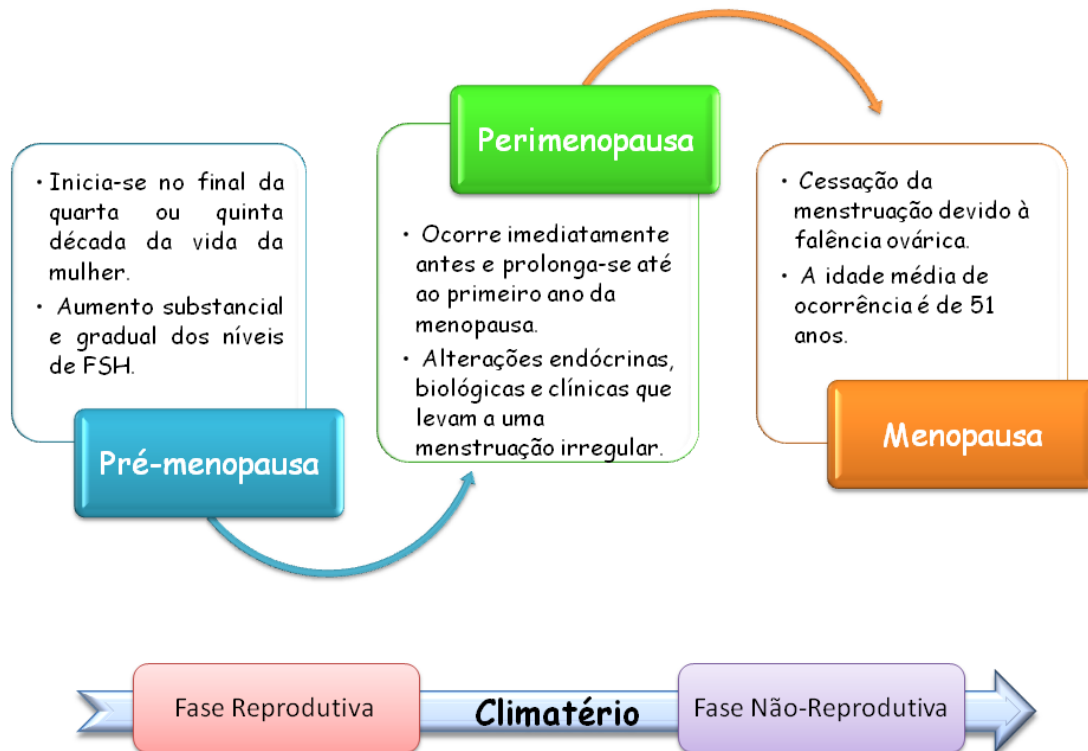 • Inicia-se no final da
quarta ou quinta
década da vida da
mulher.
• Aumento substancial
e gradual dos níveis
de FSH.
Pré-menopausa
Perimenopausa
• Ocorre imediatamente
antes e prolonga-se até
ao primeiro ano da
menopausa.
• Alterações endócrinas,
biológicas e clínicas que
levam a uma
menstruação irregular.
• Cessação da
menstruação devido à
falência ovárica.
• A idade média de
ocorrência é de 51
anos.
Menopausa
Fase Reprodutiva
Climatério
Fase Não-Reprodutiva